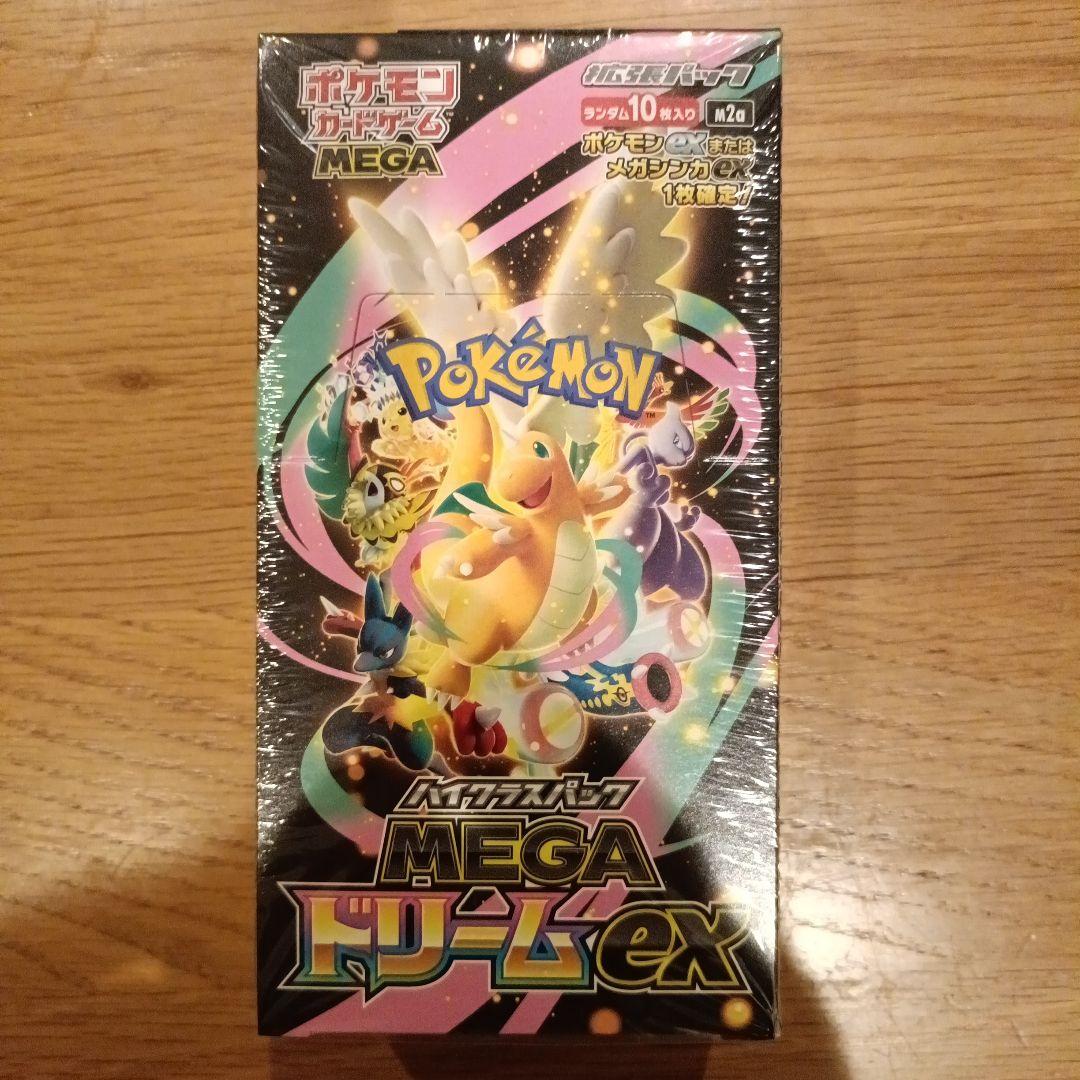 ポケモン
カードゲーム
MEGA
拡張パック
ランダム10枚入り M2a
ポケモンexまたは
メガシンカex
1枚確定!
POKéMON
TM
ハイクラスパック
MEGA
ドリームex